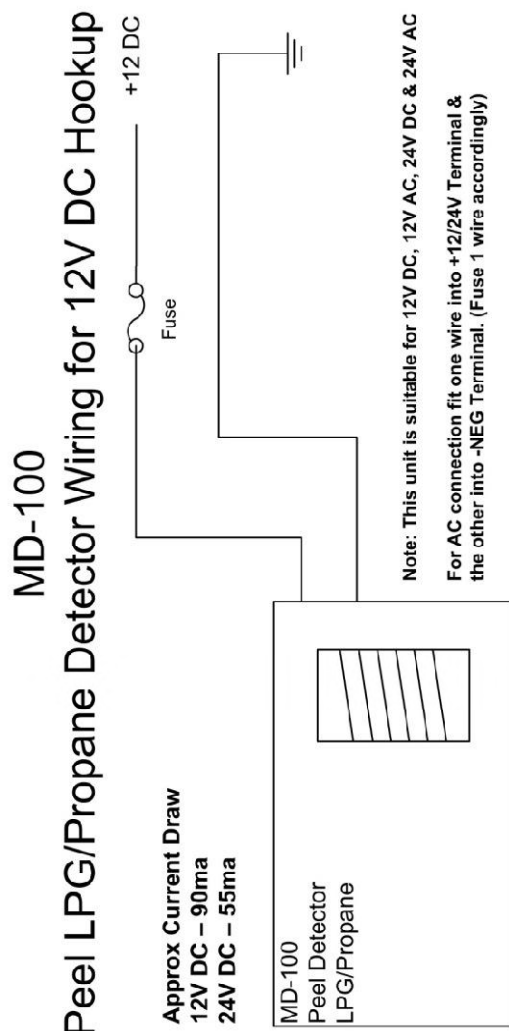 MD-100
Peel LPG/Propane Detector Wiring for 12V DC Hookup
+12 DC
Fuse
Approx Current Draw
12V DC – 90ma
24V DC – 55ma
MD-100
Peel Detector
LPG/Propane
Note: This unit is suitable for 12V DC, 12V AC, 24V DC & 24V AC
For AC connection fit one wire into +12/24V Terminal &
the other into -NEG Terminal. (Fuse 1 wire accordingly)